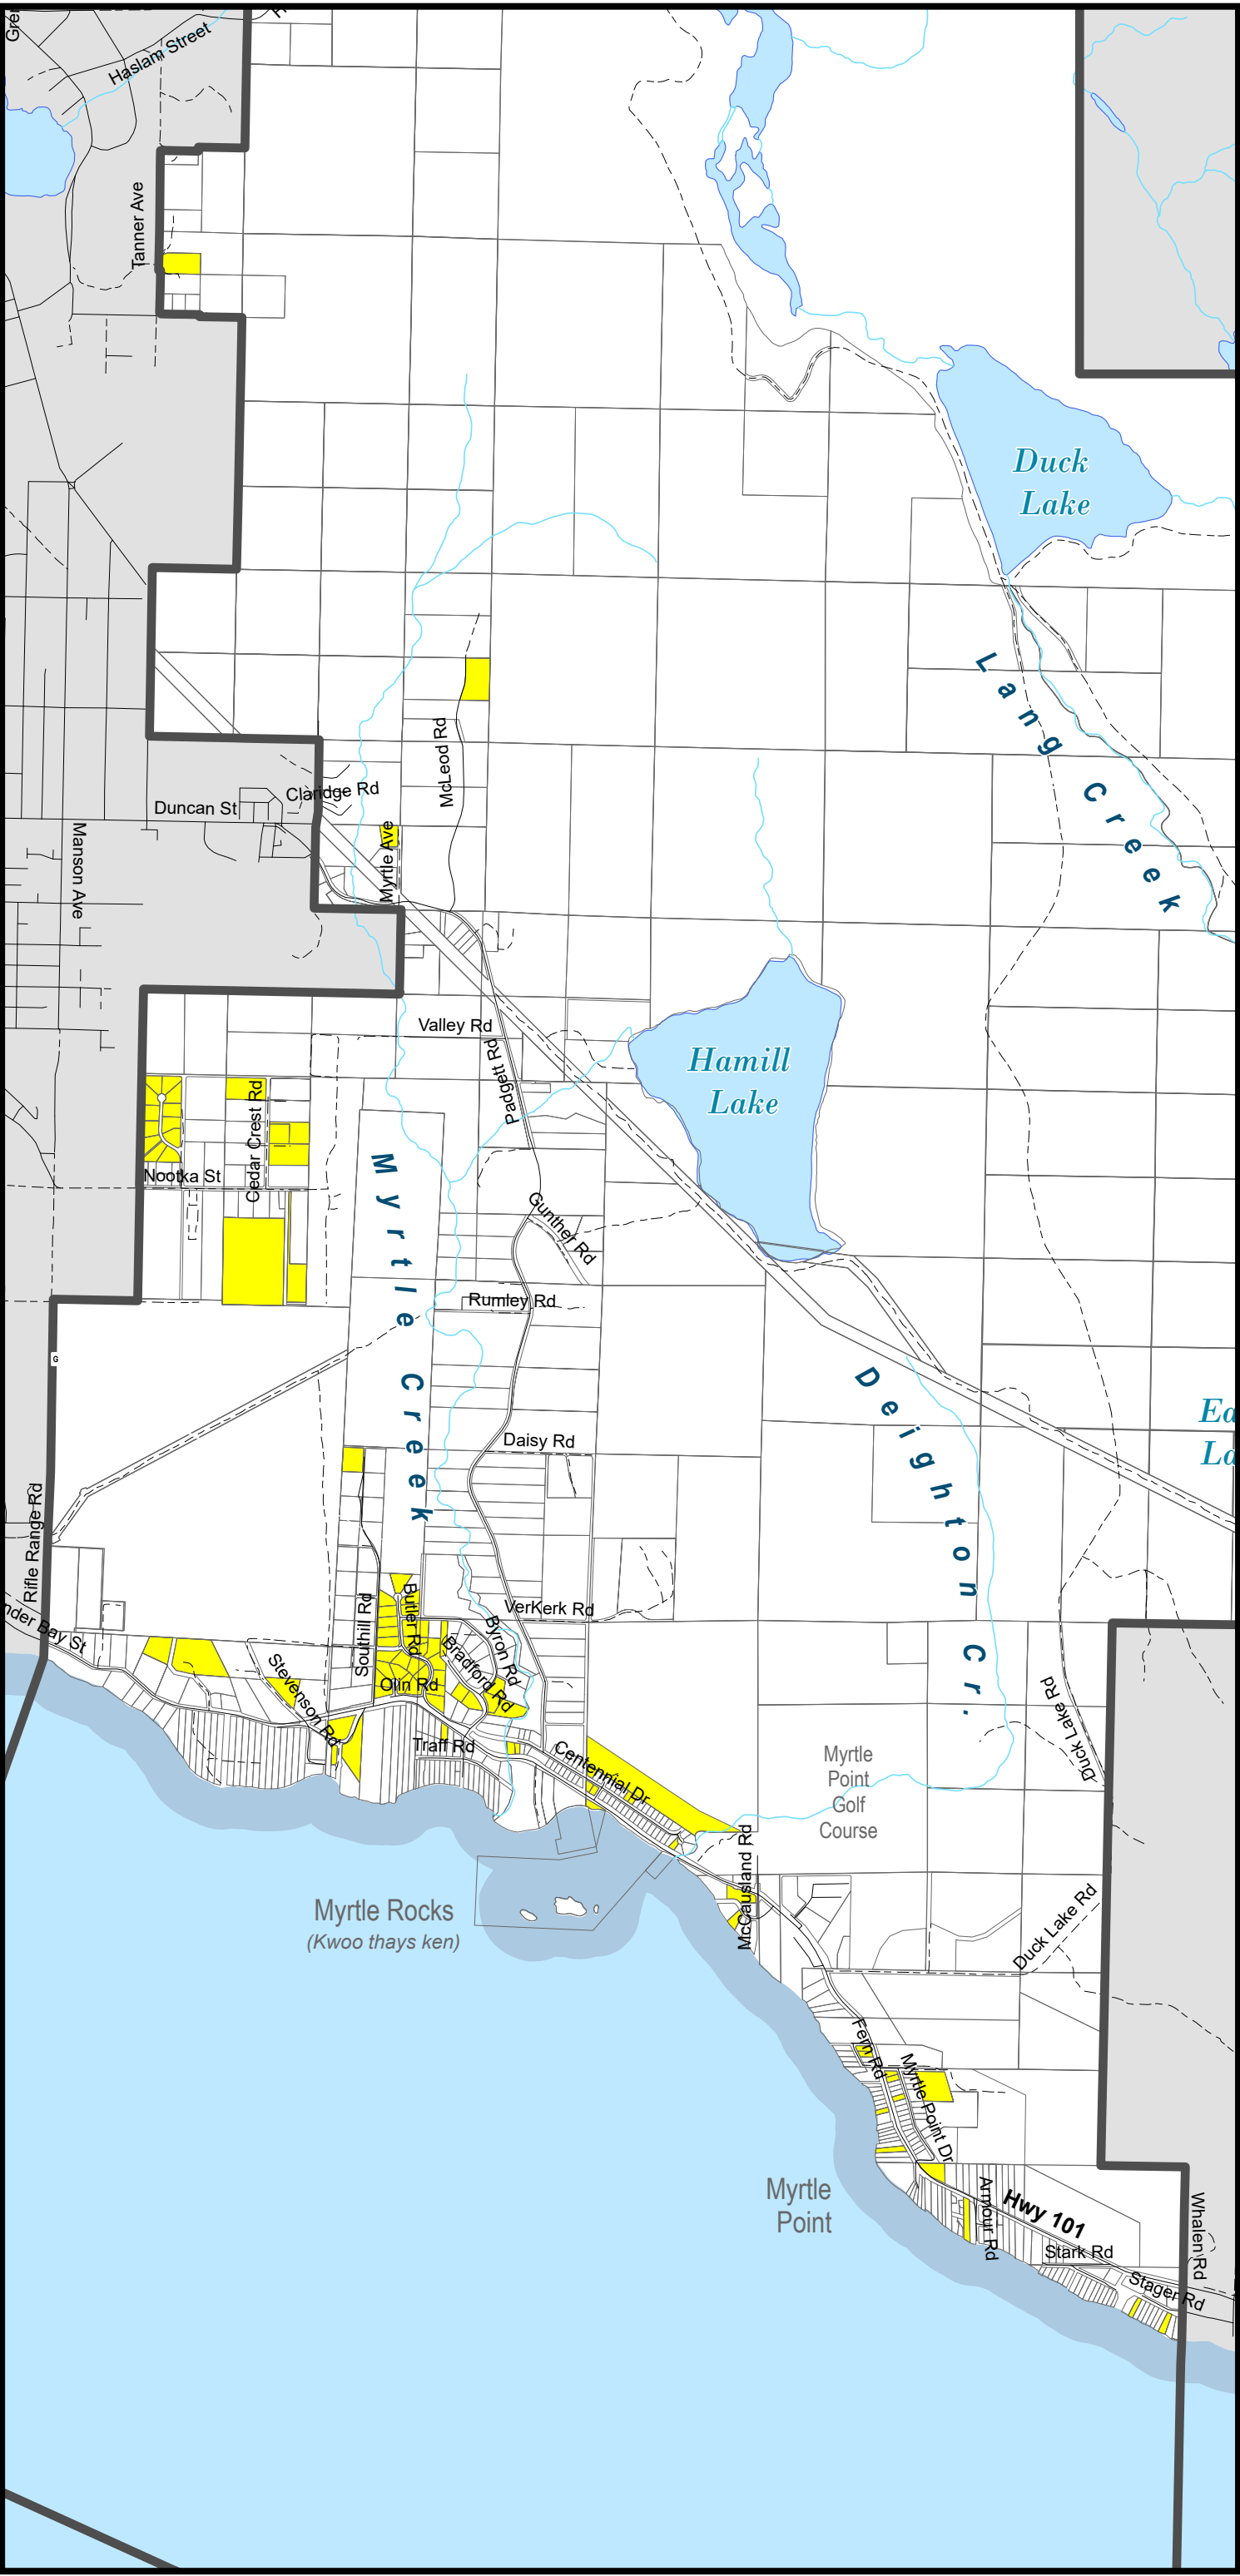 Haslam Street
Tanner Ave
Duck
Lake
Lang Creek
McLeod Rd
Claridge Rd
Duncan St
Manson Ave
Myrtle Ave
Valley Rd
Padgett Rd
Hamill
Lake
Cedar Crest Rd
Nootka St
Myrtle Creek
Gunther Rd
Rumley Rd
G
Deighton Cr.
Daisy Rd
Rifle Range Rd
nder Bay St
Southill Rd
Butler Rd
VerKerk Rd
Byron Rd
Bradford Rd
Olin Rd
Stevenson Rd
Traff Rd
Centennial Dr
Duck Lake Rd
Myrtle
Point
Golf
Course
McCausland Rd
Myrtle Rocks
(Kwoo thays ken)
Duck Lake Rd
Fern Rd
Myrtle Point Dr
Myrtle
Point
Armour Rd
Hwy 101
Stark Rd
Whalen Rd
Stager Rd